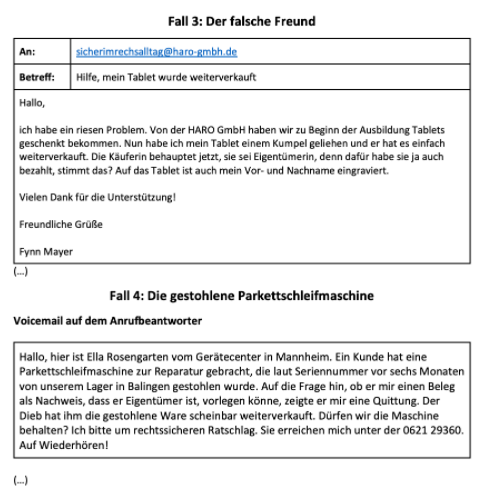 Fall 3: Der falsche Freund
An: sicherimrechsalltag@haro-gmbh.de
Betreff: Hilfe, mein Tablet wurde weiterverkauft
Hallo,
ich habe ein riesen Problem. Von der HARO GmbH haben wir zu Beginn der Ausbildung Tablets
geschenkt bekommen. Nun habe ich mein Tablet einem Kumpel geliehen und er hat es einfach
weiterverkauft. Die Käuferin behauptet jetzt, sie sei Eigentümerin, denn dafür habe sie ja auch
bezahlt, stimmt das? Auf das Tablet ist auch mein Vor- und Nachname eingraviert.
Vielen Dank für die Unterstützung!
Freundliche Grüße
Fynn Mayer
(...)
Fall 4: Die gestohlene Parkettschleifmaschine
Voicemail auf dem Anrufbeantworter
Hallo, hier ist Ella Rosengarten vom Gerätecenter in Mannheim. Ein Kunde hat eine
Parkettschleifmaschine zur Reparatur gebracht, die laut Seriennummer vor sechs Monaten
von unserem Lager in Balingen gestohlen wurde. Auf die Frage hin, ob er mir einen Beleg
als Nachweis, dass er Eigentümer ist, vorlegen könne, zeigte er mir eine Quittung. Der
Dieb hat ihm die gestohlene Ware scheinbar weiterverkauft. Dürfen wir die Maschine
behalten? Ich bitte um rechtssicheren Ratschlag. Sie erreichen mich unter der 0621 29360.
Auf Wiederhören!
(...)